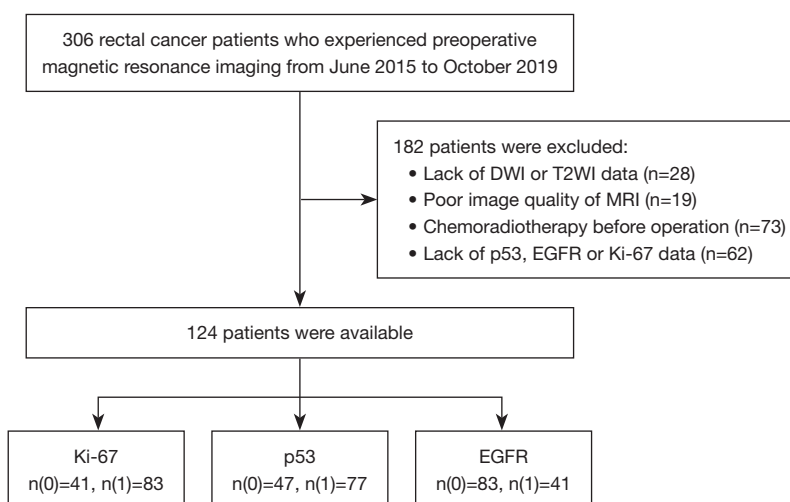 306 rectal cancer patients who experienced preoperative
magnetic resonance imaging from June 2015 to October 2019
182 patients were excluded:
• Lack of DWI or T2WI data (n=28)
• Poor image quality of MRI (n=19)
• Chemoradiotherapy before operation (n=73)
• Lack of p53, EGFR or Ki-67 data (n=62)
124 patients were available
Ki-67
n(0)=41, n(1)=83
p53
n(0)=47, n(1)=77
EGFR
n(0)=83, n(1)=41